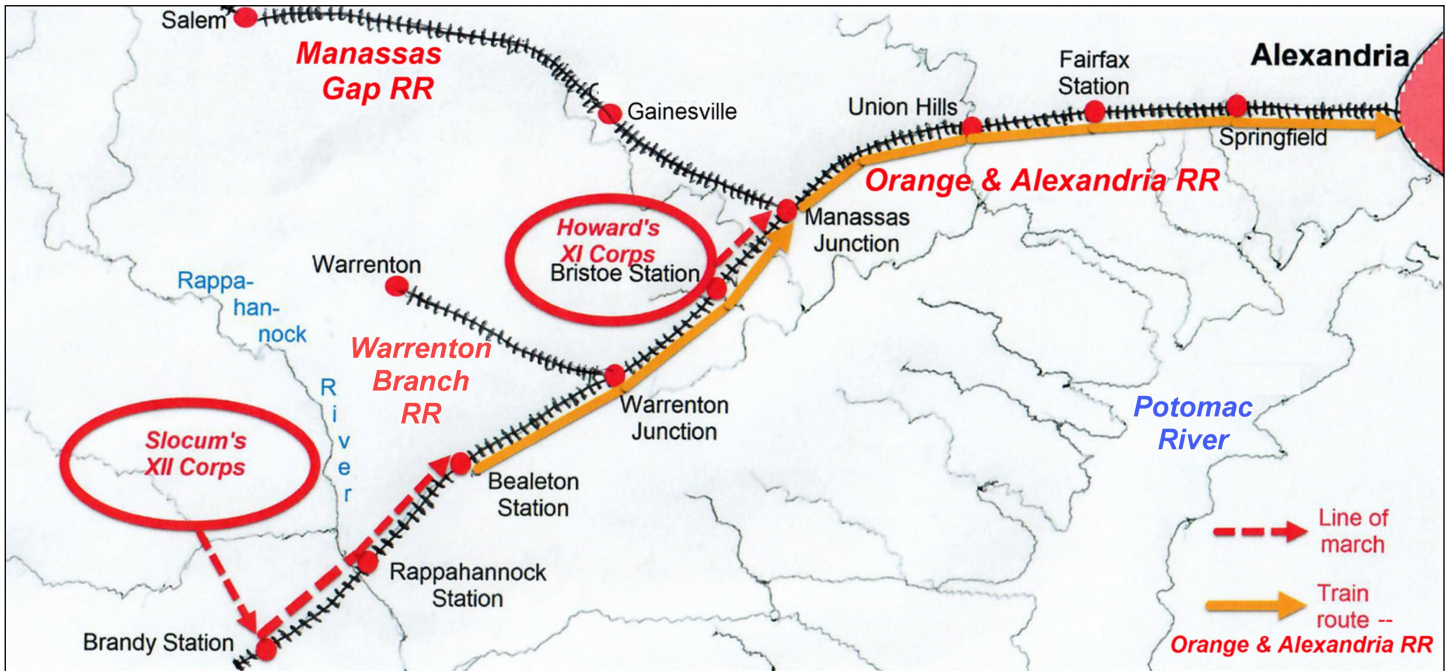 Salem
Manassas
Gap RR
Gainesville
Union Hills
Fairfax
Station
Alexandria
Springfield
Orange & Alexandria RR
Manassas
Junction
Howard's
XI Corps
Bristoe Station
Warrenton
Rappa-
han-
nock
R
i
v
e
r
Warrenton
Branch
RR
Warrenton
Junction
Potomac
River
Slocum's
XII Corps
Bealeton
Station
Rappahannock
Station
Brandy Station
Line of
march
Train
route --
Orange & Alexandria RR